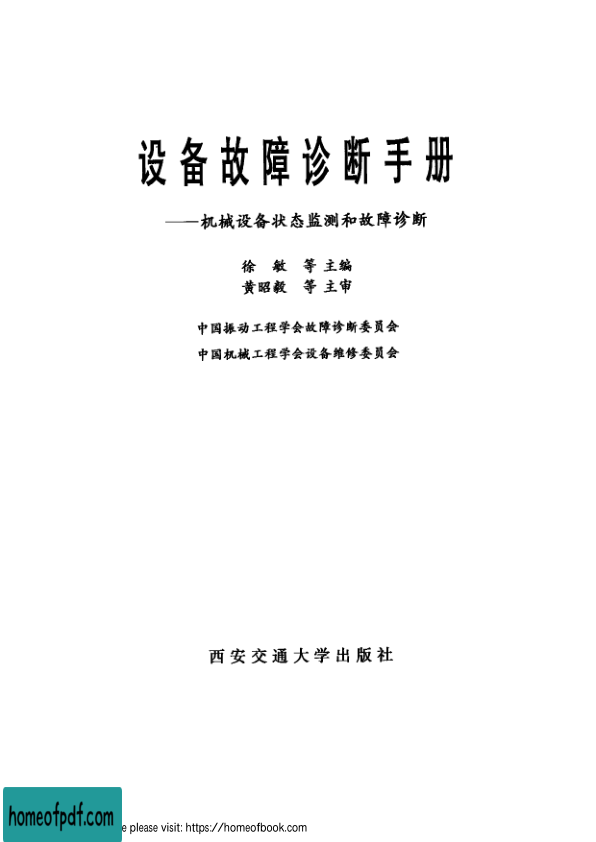 设备故障诊断手册
——机械设备状态监测和故障诊断
徐 敏 等 主编
黄昭毅 等 主审
中国振动工程学会故障诊断委员会
中国机械工程学会设备维修委员会
西安交通大学出版社
homeofpdf.com
e please visit: https://homeofbook.com